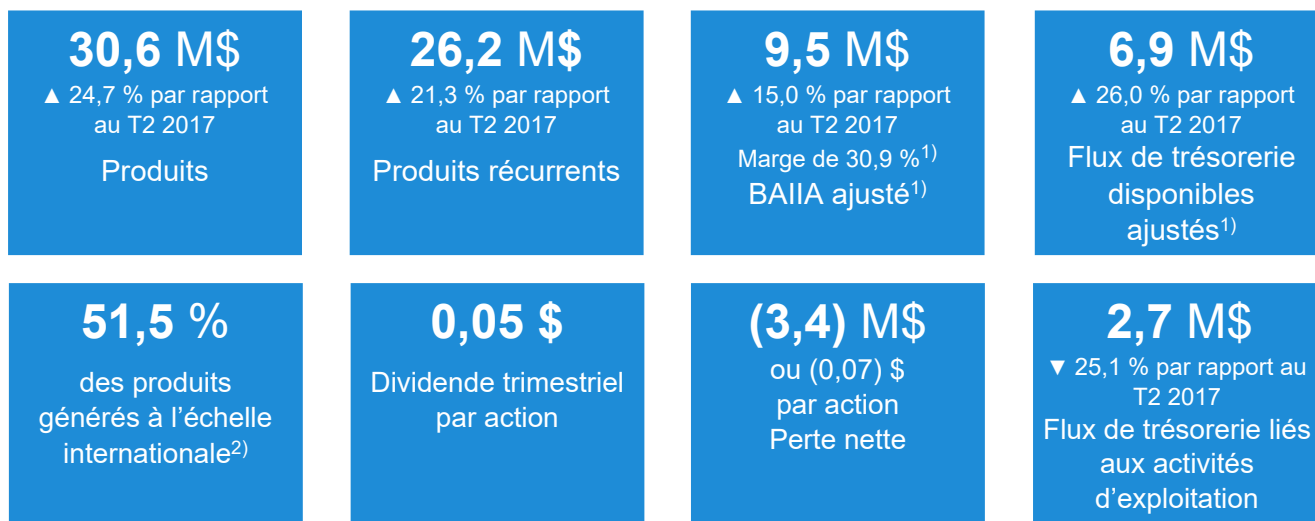 30,6 M$
▲ 24,7 % par rapport
au T2 2017
Produits
26,2 M$
▲ 21,3 % par rapport
au T2 2017
Produits récurrents
9,5 M$
▲ 15,0 % par rapport
au T2 2017
Marge de 30,9 %1)
BAIIA ajusté1)
6,9 M$
▲ 26,0 % par rapport
au T2 2017
Flux de trésorerie
disponibles
ajustés1)
51,5 %
des produits
générés à l’échelle
internationale2)
0,05 $
Dividende trimestriel
par action
(3,4) M$
ou (0,07) $
par action
Perte nette
2,7 M$
▼ 25,1 % par rapport au
T2 2017
Flux de trésorerie liés
aux activités
d’exploitation